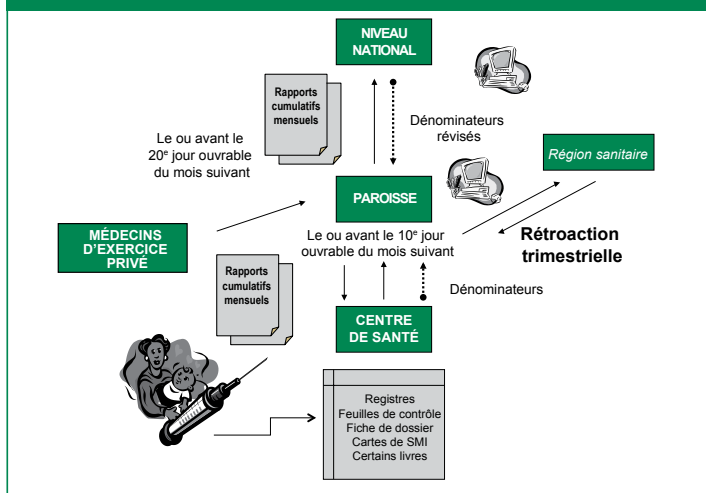 NIVEAU
NATIONAL
Rapports
cumulatifs
mensuels
Le ou avant le
20e jour ouvrable
du mois suivant
Dénominateurs
révisés
Région sanitaire
PAROISSE
MÉDECINS
D'EXERCICE
PRIVÉ
Le ou avant le 10e jour
ouvrable du mois suivant
Rétroaction
trimestrielle
Rapports
cumulatifs
mensuels
Dénominateurs
CENTRE
DE SANTÉ
Registres
Feuilles de contrôle
Fiche de dossier
Cartes de SMI
Certains livres